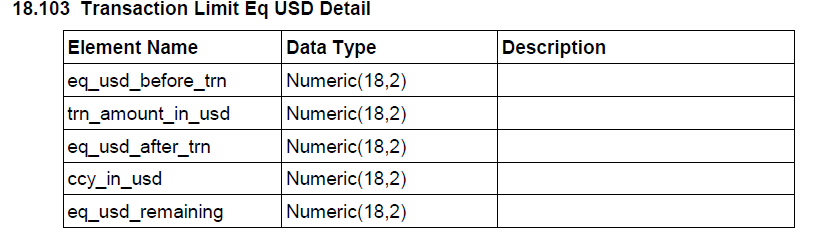 18.103 Transaction Limit Eq USD Detail
Element Name Data Type Description
eq_usd_before_trn Numeric(18,2)
trn_amount_in_usd Numeric(18,2)
eq_usd_after_trn Numeric(18,2)
ccy_in_usd Numeric(18,2)
eq_usd_remaining Numeric(18,2)